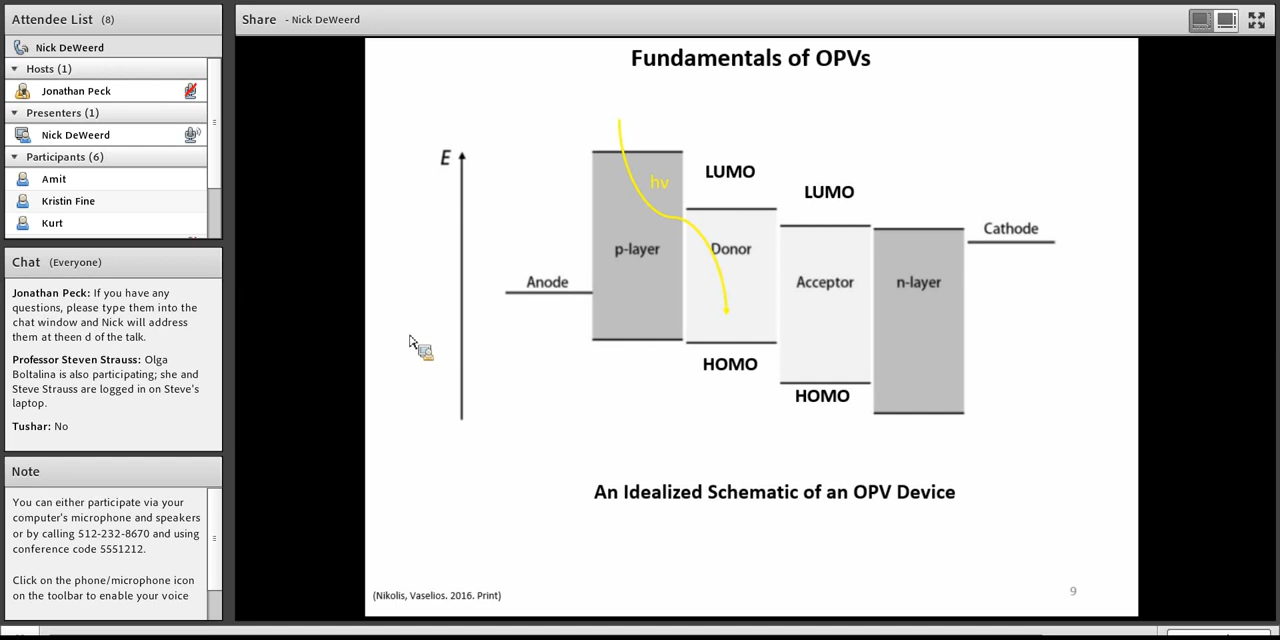 Attendee List (8)
Nick DeWeerd
Hosts (1)
Jonathan Peck
Presenters (1)
Nick DeWeerd
Participants (6)
Amit
Kristin Fine
Kurt
Chat (Everyone)
Jonathan Peck: If you have any
questions, please type them into the
chat window and Nick will address
them at theen d of the talk.
Professor Steven Strauss: Olga
Boltalina is also participating; she and
Steve Strauss are logged in on Steve's
laptop.
Tushar: No
Note
You can either participate via your
computer's microphone and speakers
or by calling 512-232-8670 and using
conference code 5551212.
Click on the phone/microphone icon
on the toolbar to enable your voice
Share - Nick DeWeerd
Fundamentals of OPVs
E
hv
LUMO
LUMO
Cathode
p-layer
Donor
Anode
Acceptor
n-layer
HOMO
HOMO
An Idealized Schematic of an OPV Device
(Nikolis, Vaselios. 2016. Print)
9